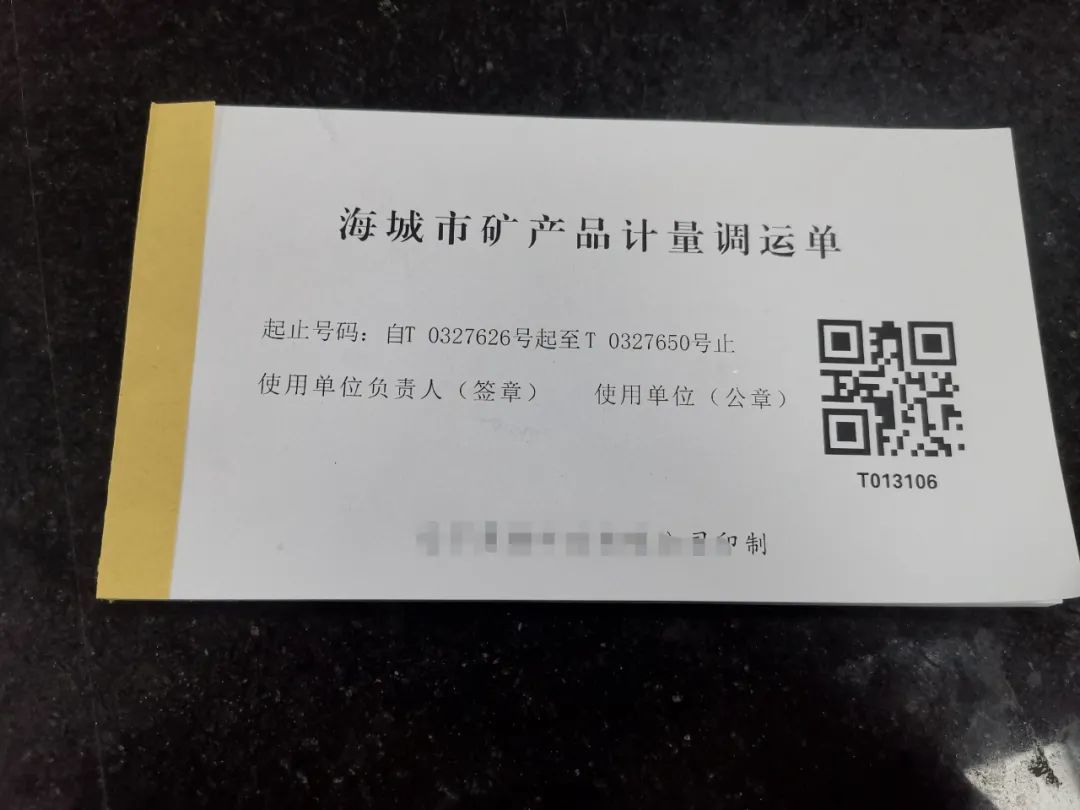 海城市矿产品计量调运单
起止号码：自T 0327626号起至T 0327650号止
使用单位负责人（签章） 使用单位（公章）
T013106
印制